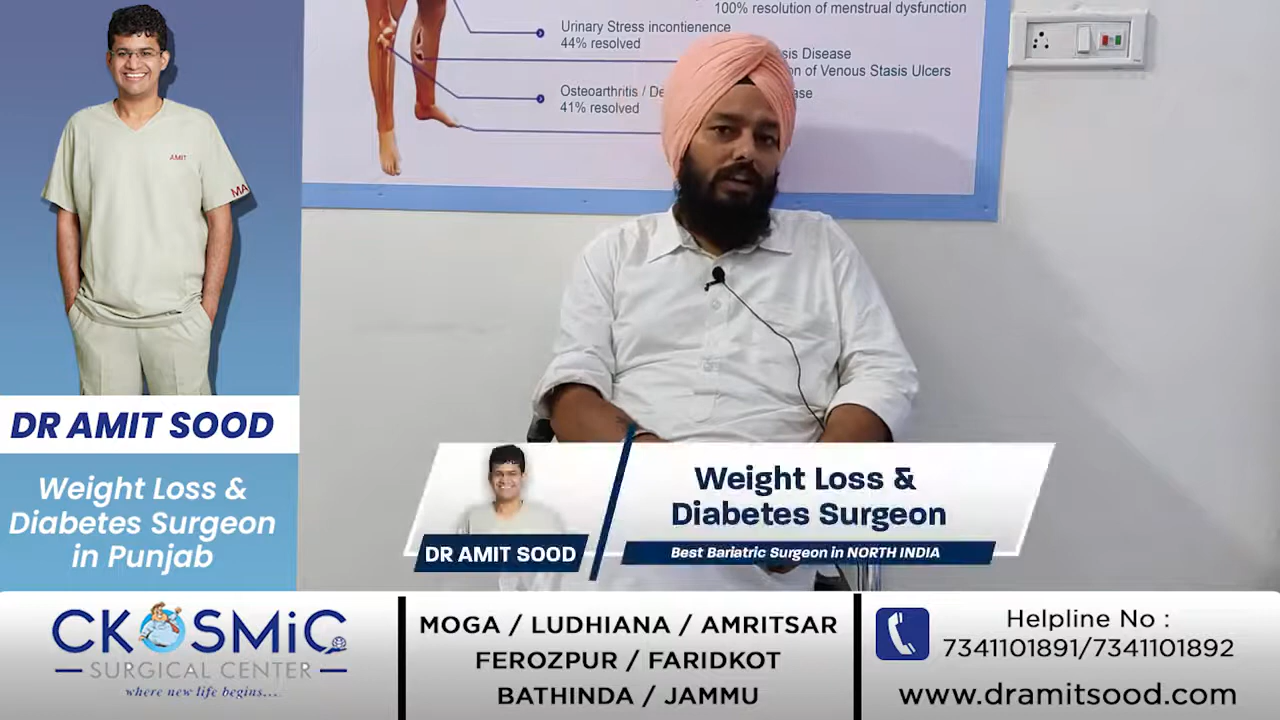 100% resolution of menstrual dysfunction
Urinary Stress incontienence
44% resolved
sis Disease
on of Venous Stasis Ulcers
Osteoarthritis / De
ase
41% resolved
AMIT
MA
DR AMIT SOOD
Weight Loss &
Diabetes Surgeon
in Punjab
Weight Loss &
Diabetes Surgeon
DR AMIT SOOD
Best Bariatric Surgeon in NORTH INDIA
CKOSMiC
SURGICAL CENTER
where new life begins....
MOGA / LUDHIANA / AMRITSAR
FEROZPUR / FARIDKOT
BATHINDA / JAMMU
Helpline No :
7341101891/7341101892
www.dramitsood.com